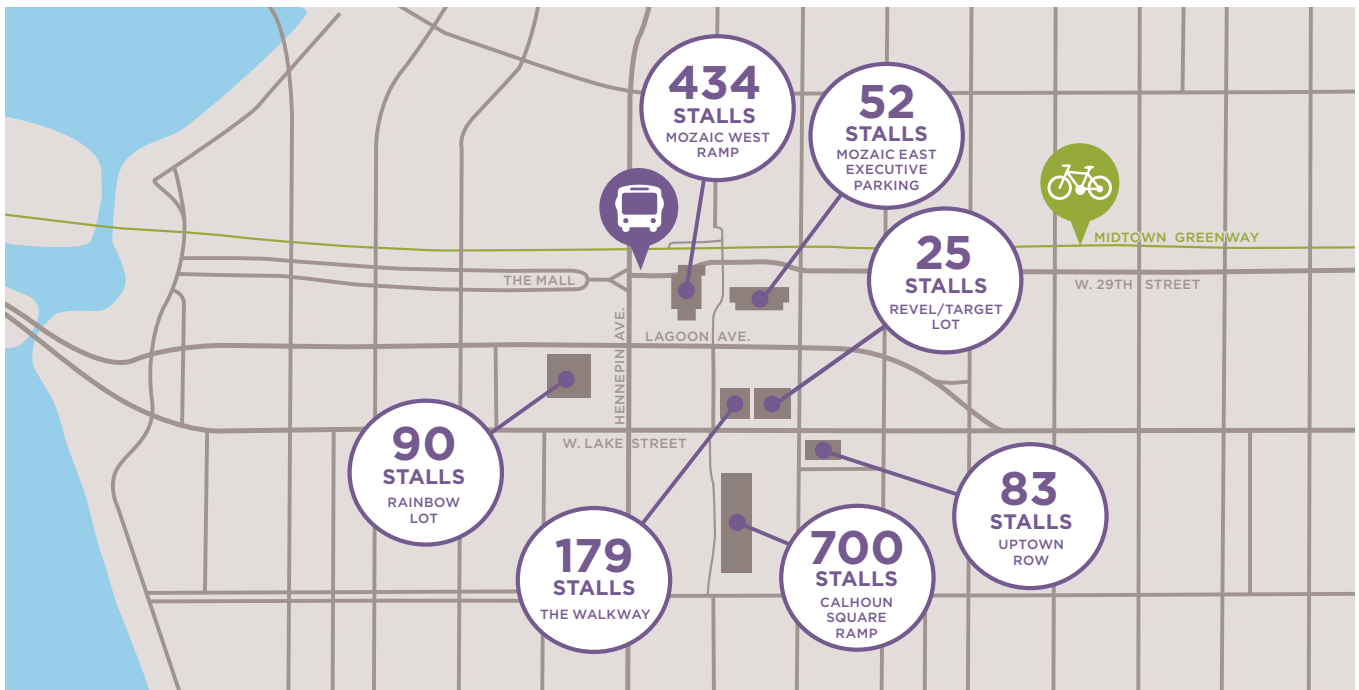 434
STALLS
MOZAIC WEST
RAMP
52
STALLS
MOZAIC EAST
EXECUTIVE
PARKING
25
STALLS
REVEL/TARGET
LOT
MIDTOWN GREENWAY
THE MALL
W. 29TH STREET
HENNEPIN AVE.
LAGOON AVE.
W. LAKE STREET
90
STALLS
RAINBOW
LOT
179
STALLS
THE WALKWAY
700
STALLS
CALHOUN
SQUARE
RAMP
83
STALLS
UPTOWN
ROW